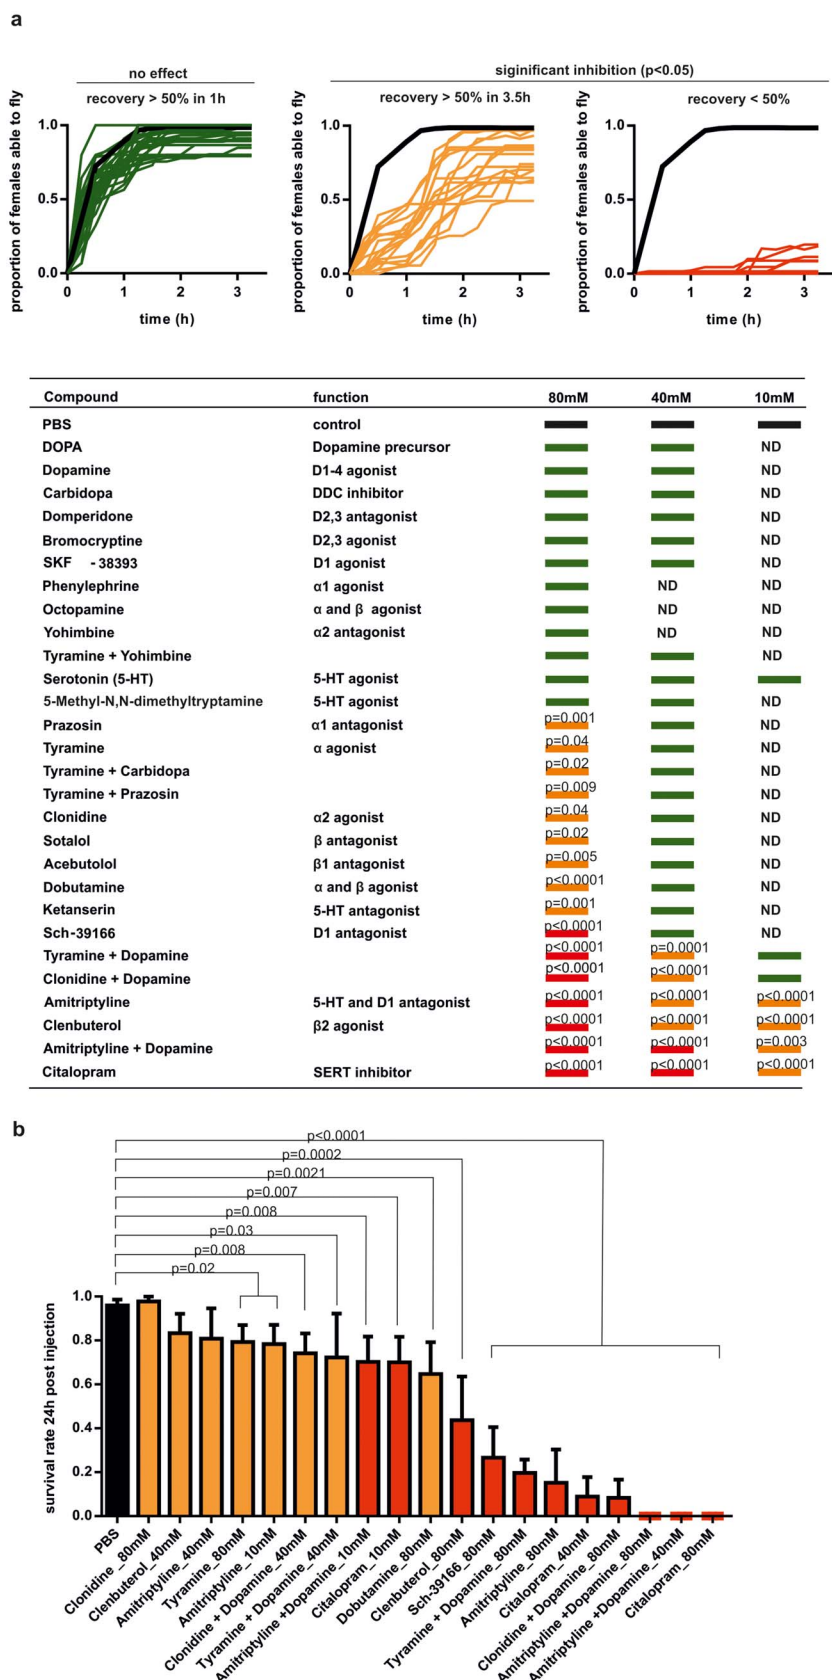 a
no effect
siginificant inhibition (p<0.05)
recovery > 50% in 1h
recovery > 50% in 3.5h
recovery < 50%
proportion of females able to fly
1.0
0.5
0.0
0 1 2 3
time (h)
proportion of females able to fly
1.0
0.5
0.0
0 1 2 3
time (h)
proportion of females able to fly
1.0
0.5
0.0
0 1 2 3
time (h)
Compound function 80mM 40mM 10mM
PBS control
DOPA Dopamine precursor ND
Dopamine D1-4 agonist ND
Carbidopa DDC inhibitor ND
Domperidone D2,3 antagonist ND
Bromocryptine D2,3 agonist ND
SKF -38393 D1 agonist ND
Phenylephrine α1 agonist ND ND
Octopamine α and β agonist ND ND
Yohimbine α2 antagonist ND ND
Tyramine + Yohimbine ND
Serotonin (5-HT) 5-HT agonist
5-Methyl-N,N-dimethyltryptamine 5-HT agonist ND
Prazosin α1 antagonist p=0.001 ND
Tyramine α agonist p=0.04 ND
Tyramine + Carbidopa p=0.02 ND
Tyramine + Prazosin p=0.009 ND
Clonidine α2 agonist p=0.04 ND
Sotalol β antagonist p=0.02 ND
Acebutolol β1 antagonist p=0.005 ND
Dobutamine α and β agonist p<0.0001 ND
Ketanserin 5-HT antagonist p=0.001 ND
Sch-39166 D1 antagonist p<0.0001 ND
Tyramine + Dopamine p<0.0001 p=0.0001
Clonidine + Dopamine p<0.0001 p<0.0001
Amitriptyline 5-HT and D1 antagonist p<0.0001 p<0.0001 p<0.0001
Clenbuterol β2 agonist p<0.0001 p<0.0001 p<0.0001
Amitriptyline + Dopamine p<0.0001 p<0.0001 p=0.003
Citalopram SERT inhibitor p<0.0001 p<0.0001 p<0.0001
b
p<0.0001
p=0.0002
p=0.0021
p=0.007
p=0.008
p=0.03
p=0.008
p=0.02
survival rate 24h post injection
1.0
0.8
0.6
0.4
0.2
0.0
PBS
Clonidine_80mM
Clenbuterol_40mM
Amitriptyline_40mM
Tyramine_80mM
Amitriptyline_10mM
Clonidine + Dopamine_40mM
Tyramine + Dopamine_40mM
Amitriptyline +Dopamine_10mM
Citalopram_10mM
Dobutamine_80mM
Clenbuterol_80mM
Sch-39166_80mM
Tyramine + Dopamine_80mM
Amitriptyline_80mM
Citalopram_40mM
Clonidine + Dopamine_80mM
Amitriptyline +Dopamine_80mM
Amitriptyline +Dopamine_40mM
Citalopram_80mM